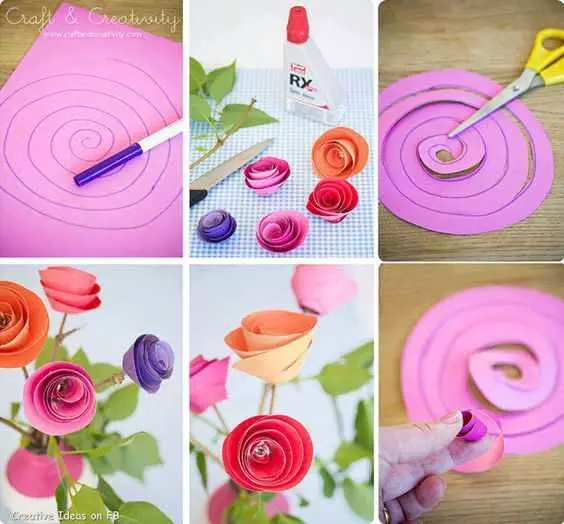 Craft & Creativity
www.craftandcreativity.com
RX
Creative Ideas on FB